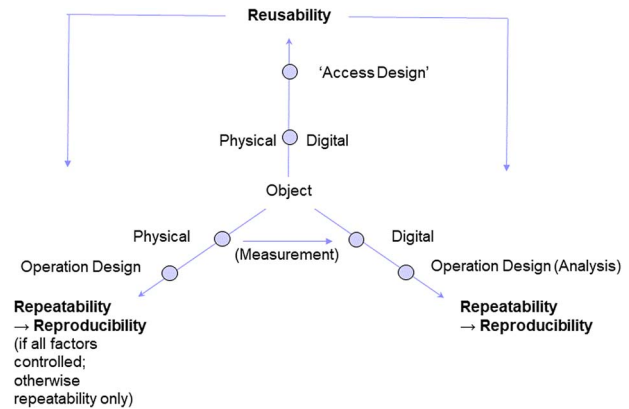 Reusability
‘Access Design’
Physical Digital
Object
Physical
Digital
(Measurement)
Operation Design
Operation Design (Analysis)
Repeatability
→ Reproducibility
(if all factors
controlled;
otherwise
repeatability only)
Repeatability
→ Reproducibility